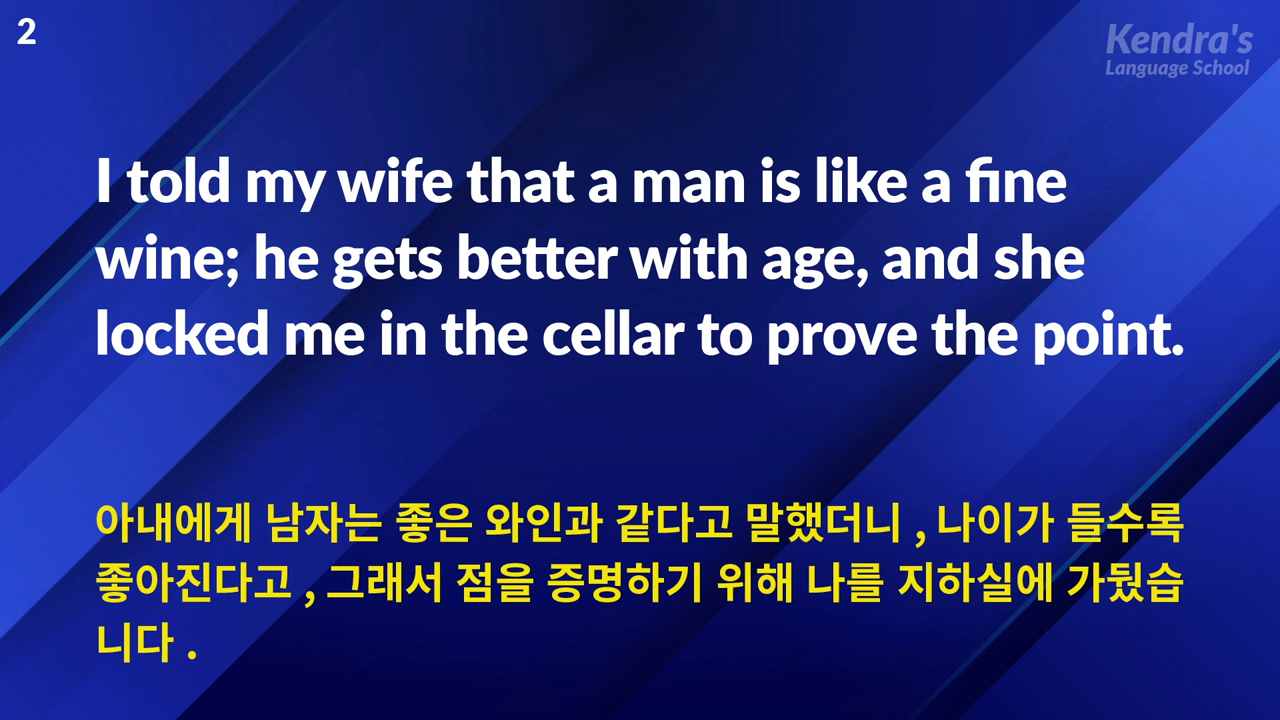 2
Kendra's
Language School
I told my wife that a man is like a fine
wine; he gets better with age, and she
locked me in the cellar to prove the point.
아내에게 남자는 좋은 와인과 같다고 말했더니 , 나이가 들수록
좋아진다고 , 그래서 점을 증명하기 위해 나를 지하실에 가뒀습
니다 .